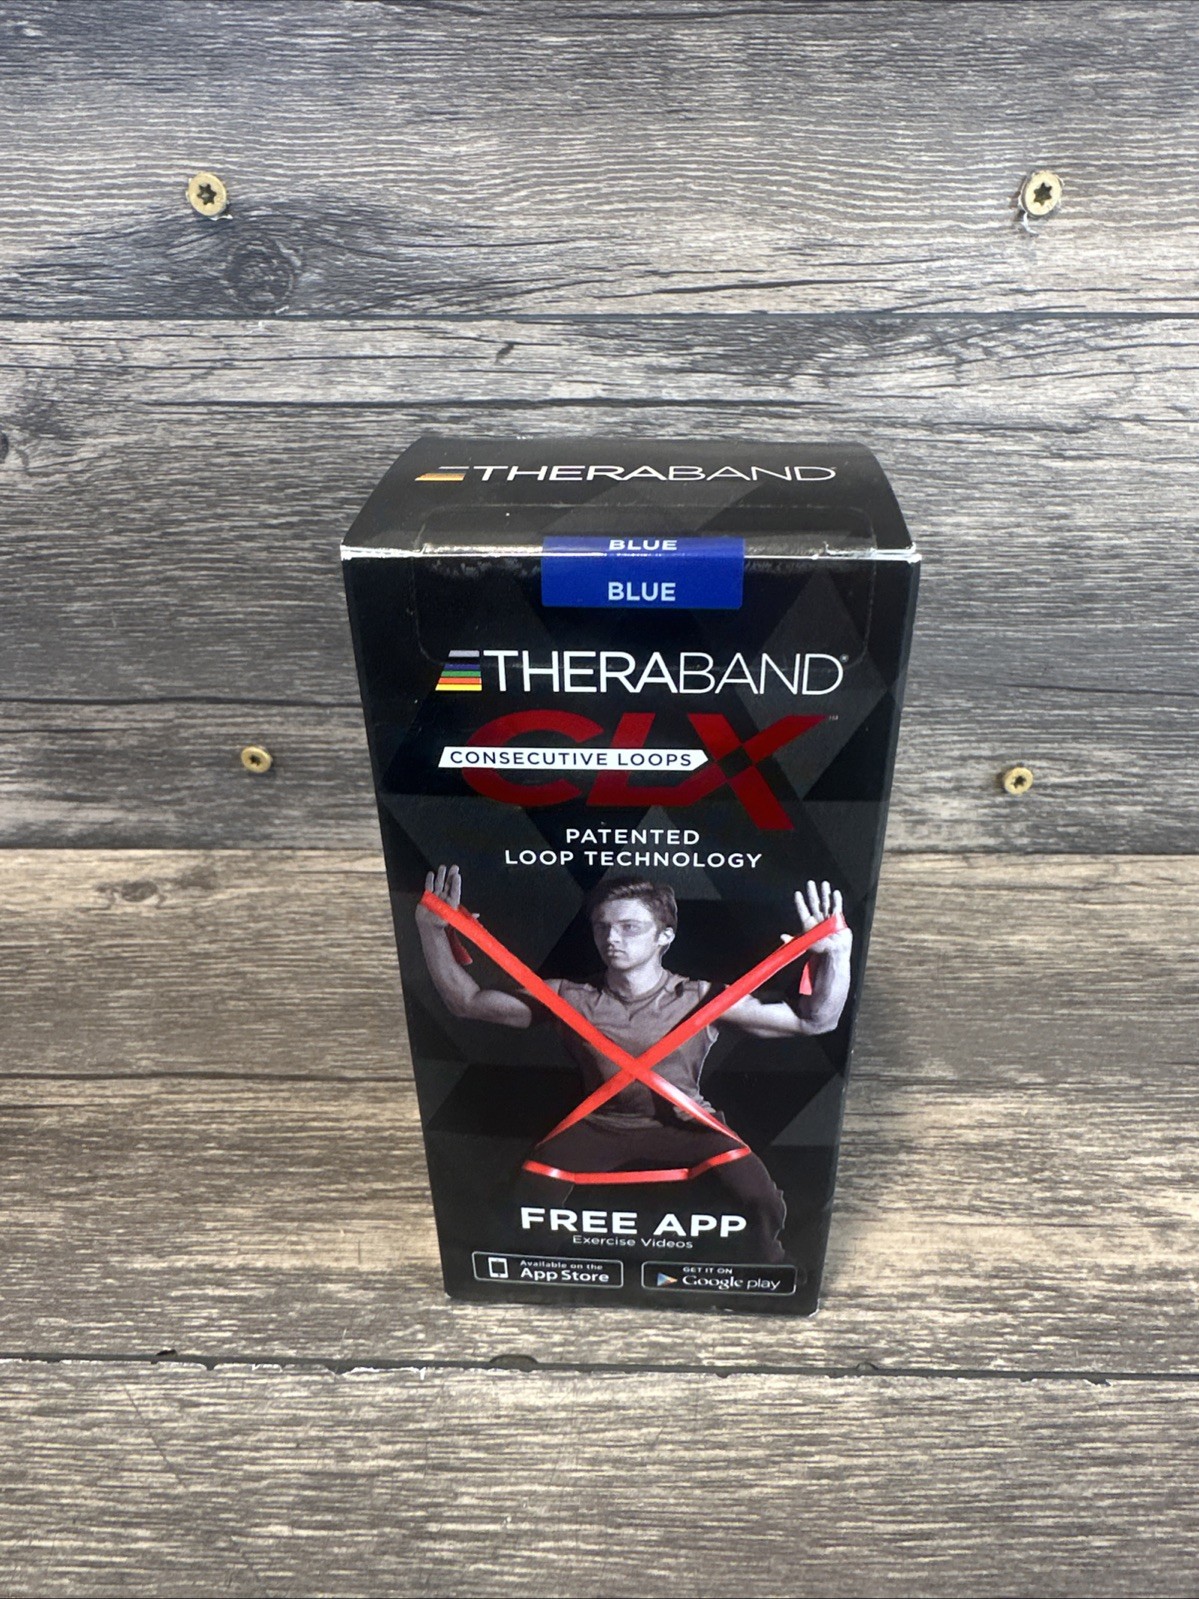 THERABAND
BLUE
BLUE
THERABAND®
CLX™
CONSECUTIVE LOOPS
PATENTED
LOOP TECHNOLOGY
FREE APP
Exercise Videos
Available on the
App Store
GET IT ON
Google play